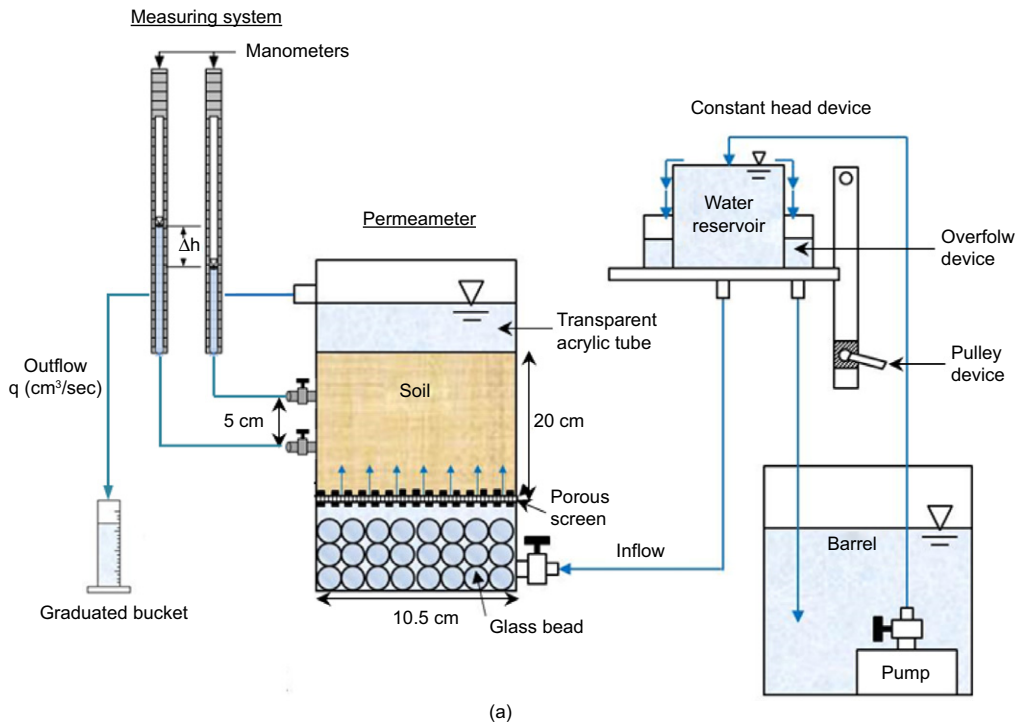 Measuring system
Manometers
Constant head device
Water
reservoir
Overfolw
device
Permeameter
Δh
Transparent
acrylic tube
Pulley
device
Outflow
q (cm³/sec)
Soil
5 cm
20 cm
Porous
screen
Barrel
Inflow
Graduated bucket
10.5 cm
Glass bead
Pump
(a)